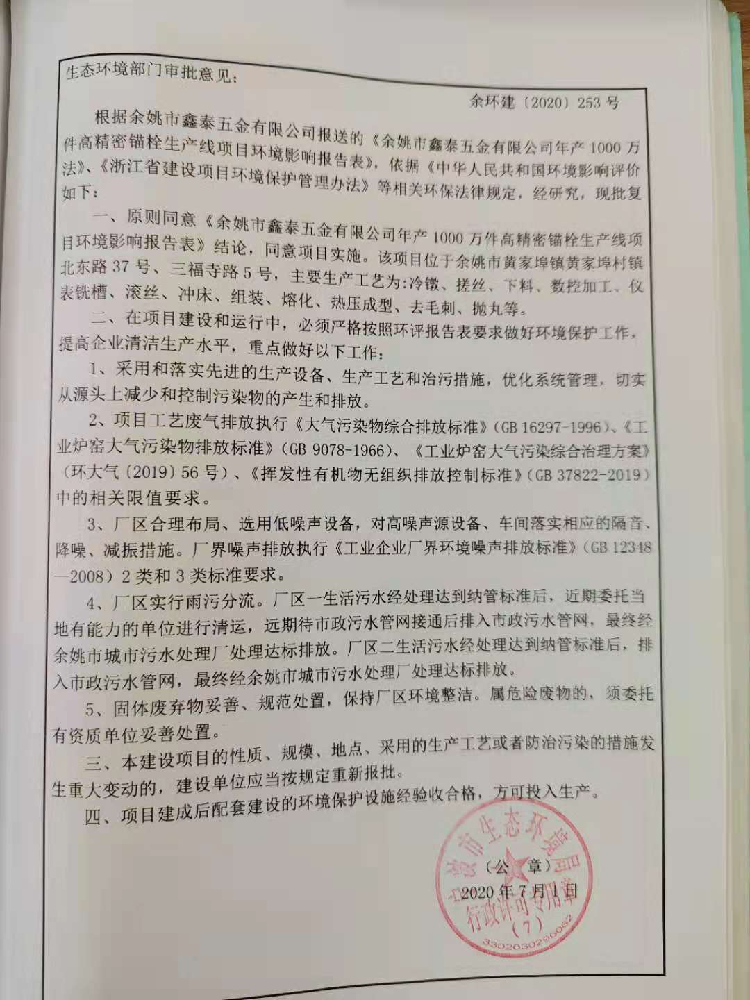 生态环境部门审批意见：
余环建〔2020〕253号
根据余姚市鑫泰五金有限公司报送的《余姚市鑫泰五金有限公司年产1000万
件高精密锚栓生产线项目环境影响报告表》，依据《中华人民共和国环境影响评价
法》、《浙江省建设项目环境保护管理办法》等相关环保法律规定，经研究，现批复
如下：
一、原则同意《余姚市鑫泰五金有限公司年产1000万件高精密锚栓生产线项
目环境影响报告表》结论，同意项目实施。该项目位于余姚市黄家埠镇黄家埠村镇
北东路37号、三福寺路5号，主要生产工艺为:冷镦、搓丝、下料、数控加工、仪
表铣槽、滚丝、冲床、组装、熔化、热压成型、去毛刺、抛丸等。
二、在项目建设和运行中，必须严格按照环评报告表要求做好环境保护工作，
提高企业清洁生产水平，重点做好以下工作：
1、采用和落实先进的生产设备、生产工艺和治污措施，优化系统管理，切实
从源头上减少和控制污染物的产生和排放。
2、项目工艺废气排放执行《大气污染物综合排放标准》（GB 16297-1996）、《工
业炉窑大气污染物排放标准》（GB 9078-1966）、《工业炉窑大气污染综合治理方案》
（环大气〔2019〕56号）、《挥发性有机物无组织排放控制标准》（GB 37822-2019）
中的相关限值要求。
3、厂区合理布局、选用低噪声设备，对高噪声源设备、车间落实相应的隔音、
降噪、减振措施。厂界噪声排放执行《工业企业厂界环境噪声排放标准》（GB 12348
—2008）2类和3类标准要求。
4、厂区实行雨污分流。厂区一生活污水经处理达到纳管标准后，近期委托当
地有能力的单位进行清运，远期待市政污水管网接通后排入市政污水管网，最终经
余姚市城市污水处理厂处理达标排放。厂区二生活污水经处理达到纳管标准后，排
入市政污水管网，最终经余姚市城市污水处理厂处理达标排放。
5、固体废弃物妥善、规范处置，保持厂区环境整洁。属危险废物的，须委托
有资质单位妥善处置。
三、本建设项目的性质、规模、地点、采用的生产工艺或者防治污染的措施发
生重大变动的，建设单位应当按规定重新报批。
四、项目建成后配套建设的环境保护设施经验收合格，方可投入生产。
宁波市生态环境局
（公 章）
2020年7月1日
行政许可专用章
（7）
3302030296082